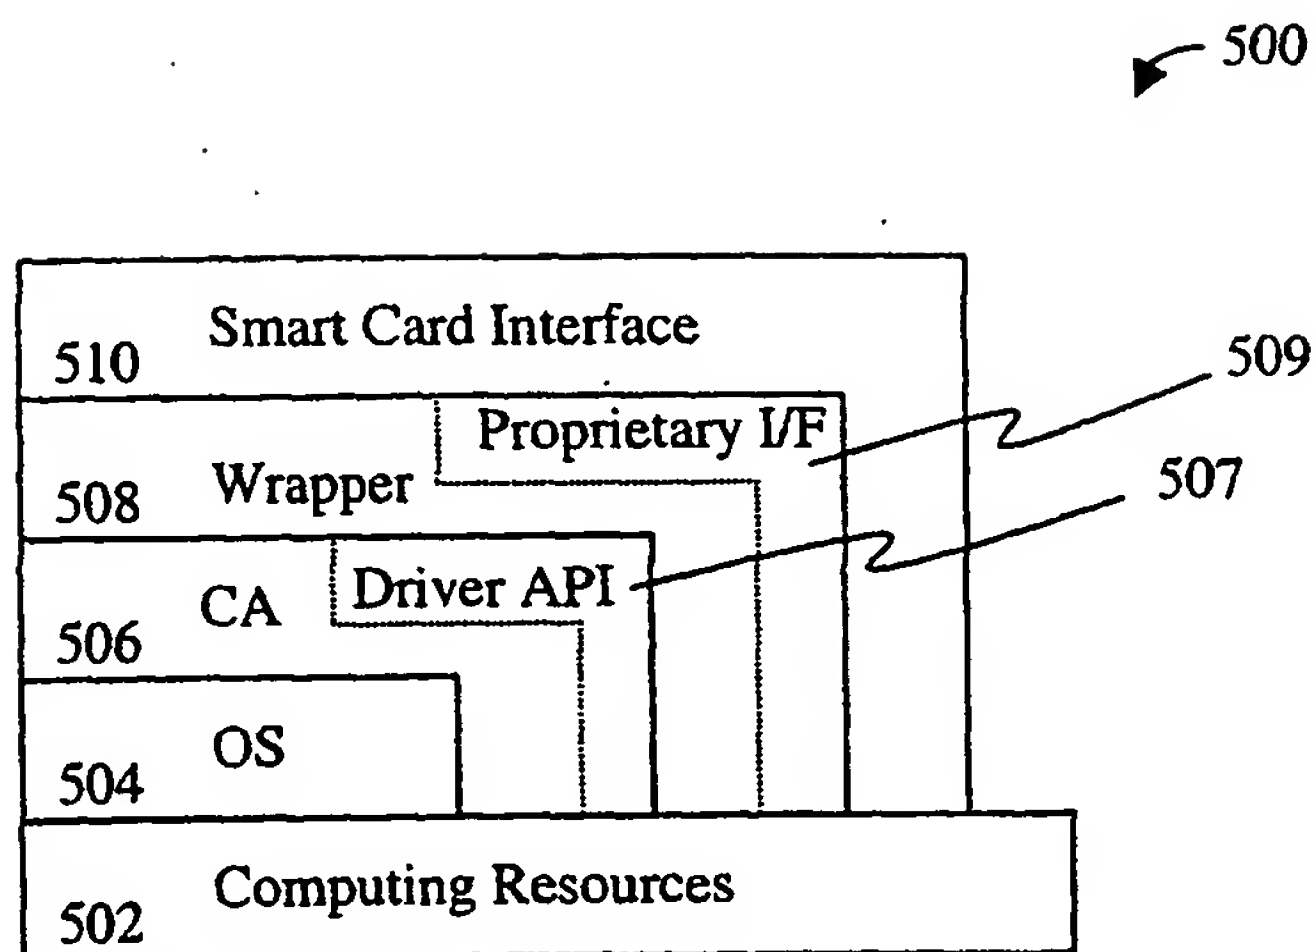 500
Smart Card Interface
510
509
Proprietary I/F
Wrapper
508
507
Driver API
CA
506
OS
504
Computing Resources
502